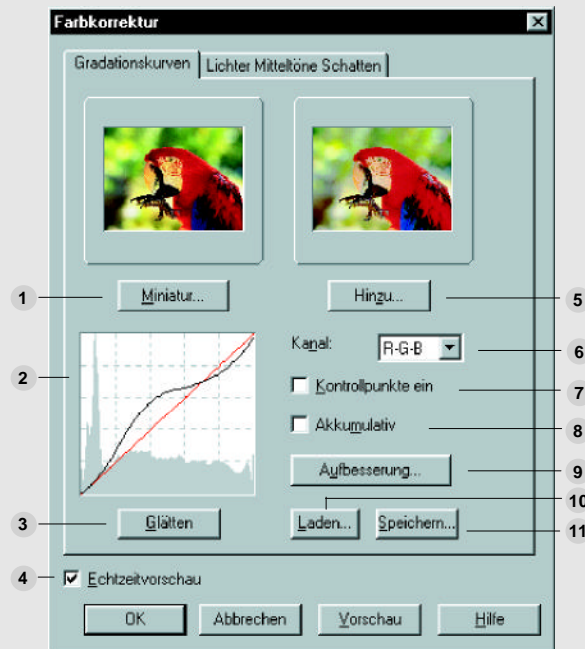 Farbkorrektur
Gradationskurven
Lichter Mitteltöne Schatten
1
Miniatur...
Hinzu...
5
2
Kanal:
R-G-B
6
Kontrollpunkte ein
7
Akkumulativ
8
Aufbesserung...
9
10
3
Glätten
Laden...
Speichern...
11
4
Echtzeitvorschau
OK
Abbrechen
Vorschau
Hilfe